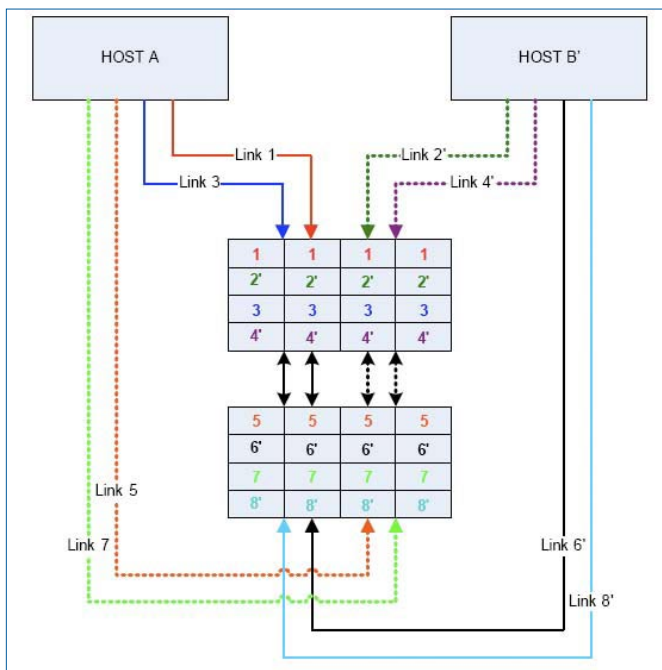 HOST A
HOST B'
Link 1
Link 2'
Link 3
Link 4'
1 1 1 1
2' 2' 2' 2'
3 3 3 3
4' 4' 4' 4'
5 5 5 5
6' 6' 6' 6'
7 7 7 7
8' 8' 8' 8'
Link 5
Link 7
Link 6'
Link 8'